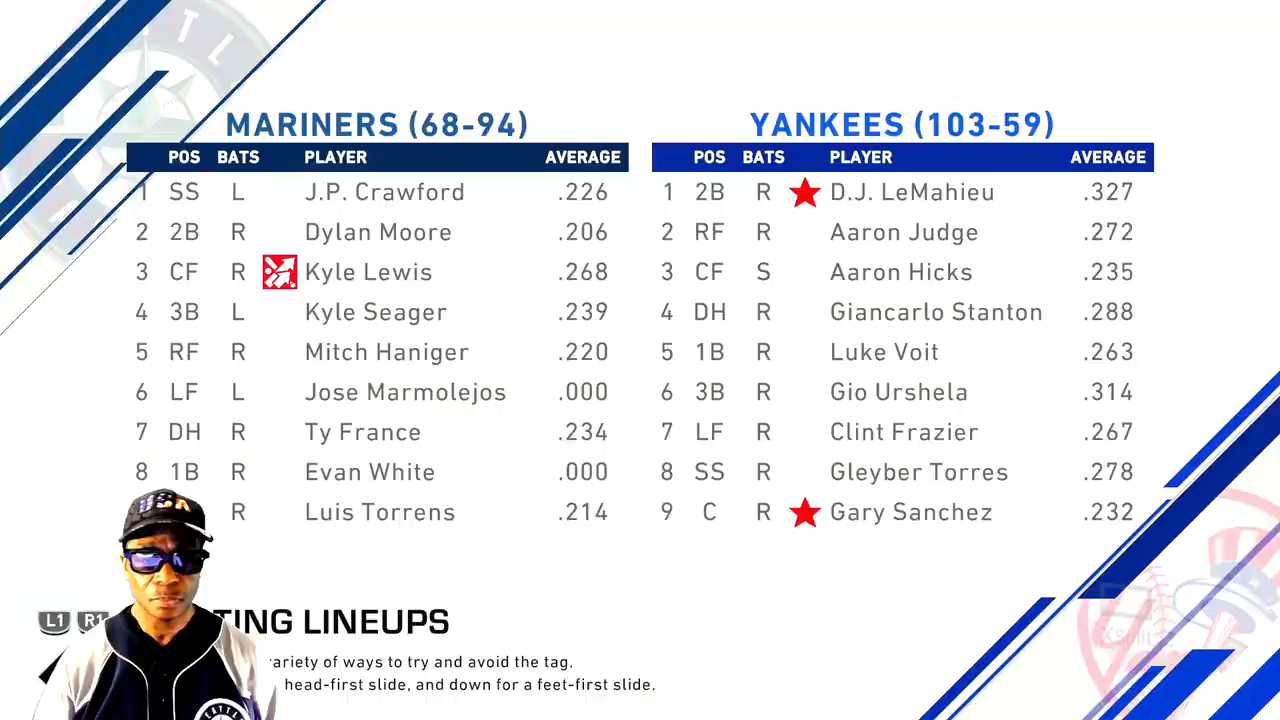 MARINERS (68-94)
POS BATS PLAYER AVERAGE
1 SS L J.P. Crawford .226
2 2B R Dylan Moore .206
3 CF R Kyle Lewis .268
4 3B L Kyle Seager .239
5 RF R Mitch Haniger .220
6 LF L Jose Marmolejos .000
7 DH R Ty France .234
8 1B R Evan White .000
R Luis Torrens .214
YANKEES (103-59)
POS BATS PLAYER AVERAGE
1 2B R D.J. LeMahieu .327
2 RF R Aaron Judge .272
3 CF S Aaron Hicks .235
4 DH R Giancarlo Stanton .288
5 1B R Luke Voit .263
6 3B R Gio Urshela .314
7 LF R Clint Frazier .267
8 SS R Gleyber Torres .278
9 C R Gary Sanchez .232
L1 R1 TING LINEUPS
ariety of ways to try and avoid the tag.
head-first slide, and down for a feet-first slide.
USA